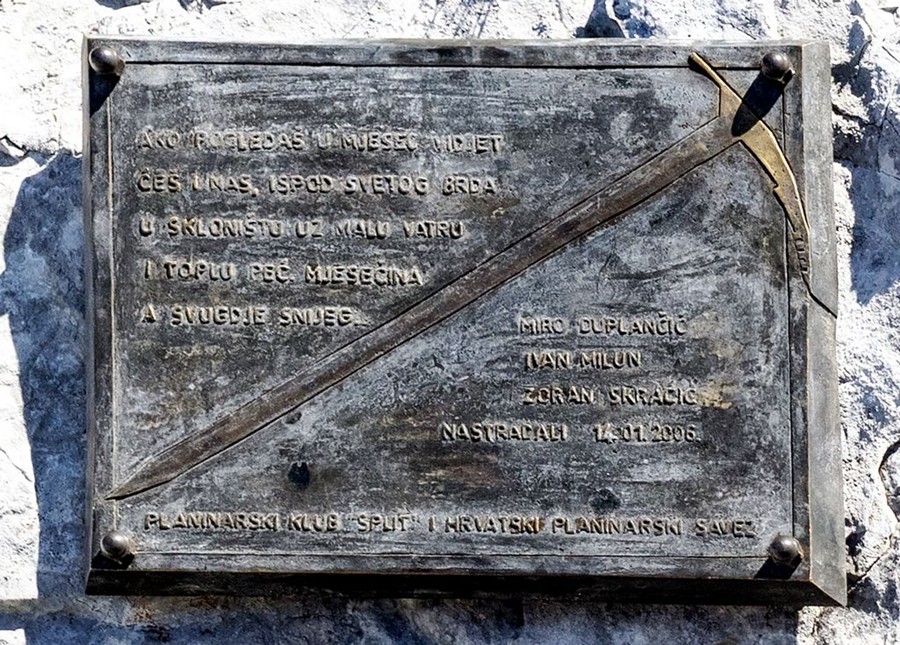 AKO POGLEDAŠ U MJESEC VIDJET
ĆEŠ I NAS, ISPOD SVETOG BRDA
U SKLONIŠTU UZ MALU VATRU
I TOPLU PEĆ. MJESEČINA
A SVUGDJE SNIJEG...
MIRO DUPLANČIĆ
IVAN MILUN
ZORAN SKRAČIĆ
NASTRADALI 14.01.2006.
PLANINARSKI KLUB "SPLIT" I HRVATSKI PLANINARSKI SAVEZ